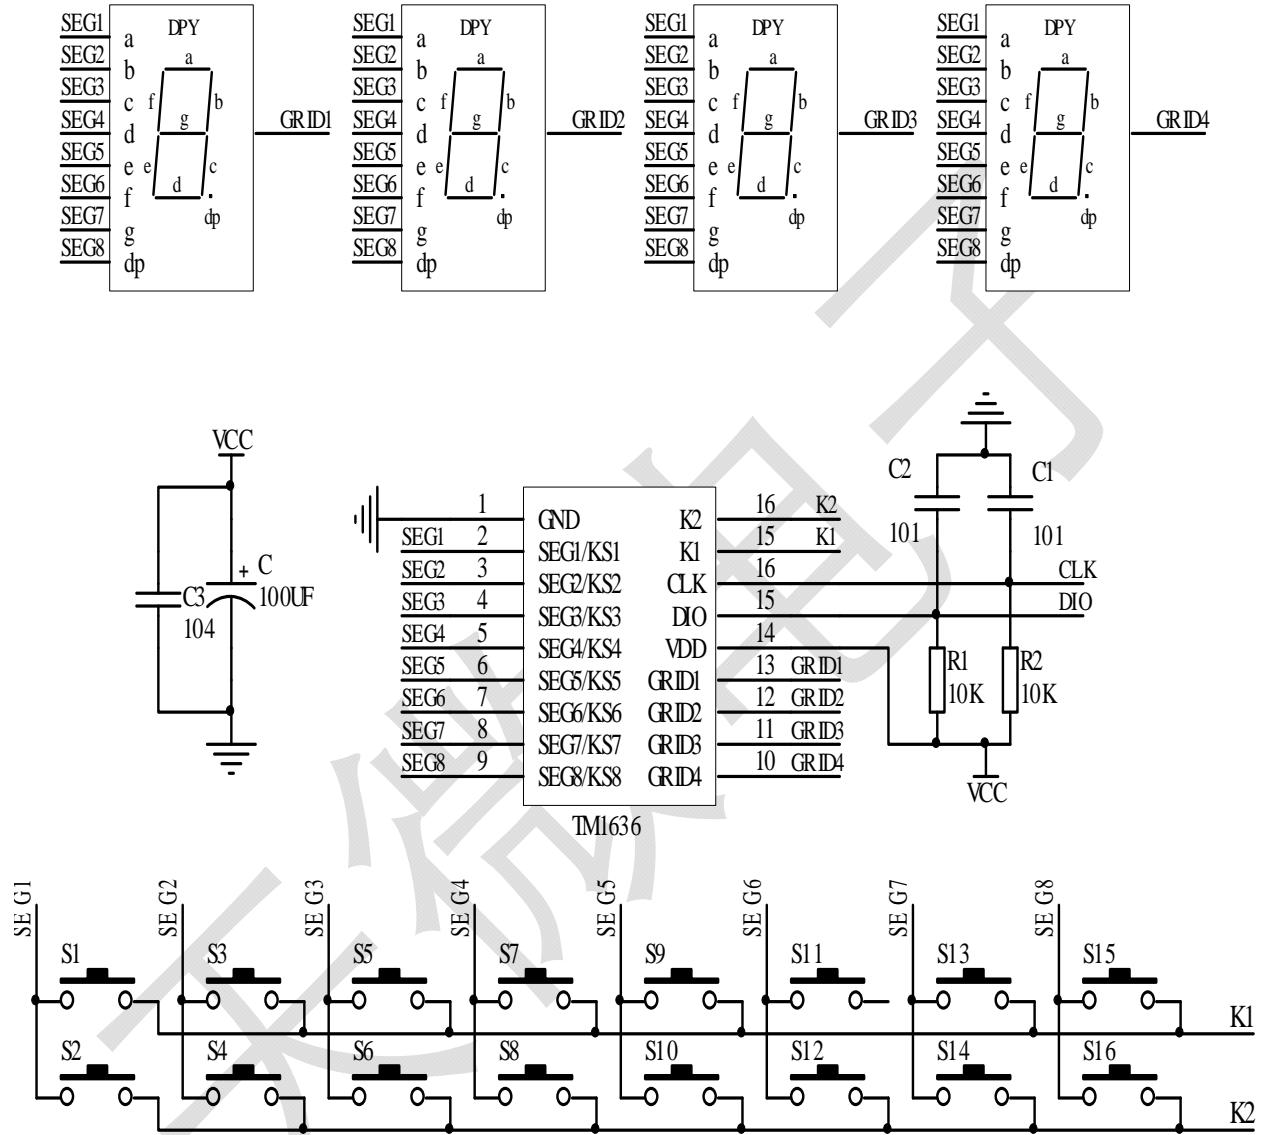 SEG1 DPY a SEG1 DPY a SEG1 DPY a SEG1 DPY a
SEG2 a b SEG2 a b SEG2 a b SEG2 a b
SEG3 c f b SEG3 c f b SEG3 c f b SEG3 c f b
SEG4 d g GRID1 SEG4 d g GRID2 SEG4 d g GRID3 SEG4 d g GRID4
SEG5 e e c SEG5 e e c SEG5 e e c SEG5 e e c
SEG6 f d SEG6 f d SEG6 f d SEG6 f d
SEG7 g dp SEG7 g dp SEG7 g dp SEG7 g dp
SEG8 dp SEG8 dp SEG8 dp SEG8 dp
VCC
+ C
100UF
C3
104
1 GND K2 16 K2
SEG1 2 SEG1/KS1 K1 15 K1
SEG2 3 SEG2/KS2 CLK 16 CLK
SEG3 4 SEG3/KS3 DIO 15 DIO
SEG4 5 SEG4/KS4 VDD 14
SEG5 6 SEG5/KS5 GRID1 13 GRID1
SEG6 7 SEG6/KS6 GRID2 12 GRID2
SEG7 8 SEG7/KS7 GRID3 11 GRID3
SEG8 9 SEG8/KS8 GRID4 10 GRID4
TM1636
C2 C1
101 101
R1 R2
10K 10K
VCC
SEG1 SEG2 SEG3 SEG4 SEG5 SEG6 SEG7 SEG8
S1 S3 S5 S7 S9 S11 S13 S15
K1
S2 S4 S6 S8 S10 S12 S14 S16
K2
天微电子